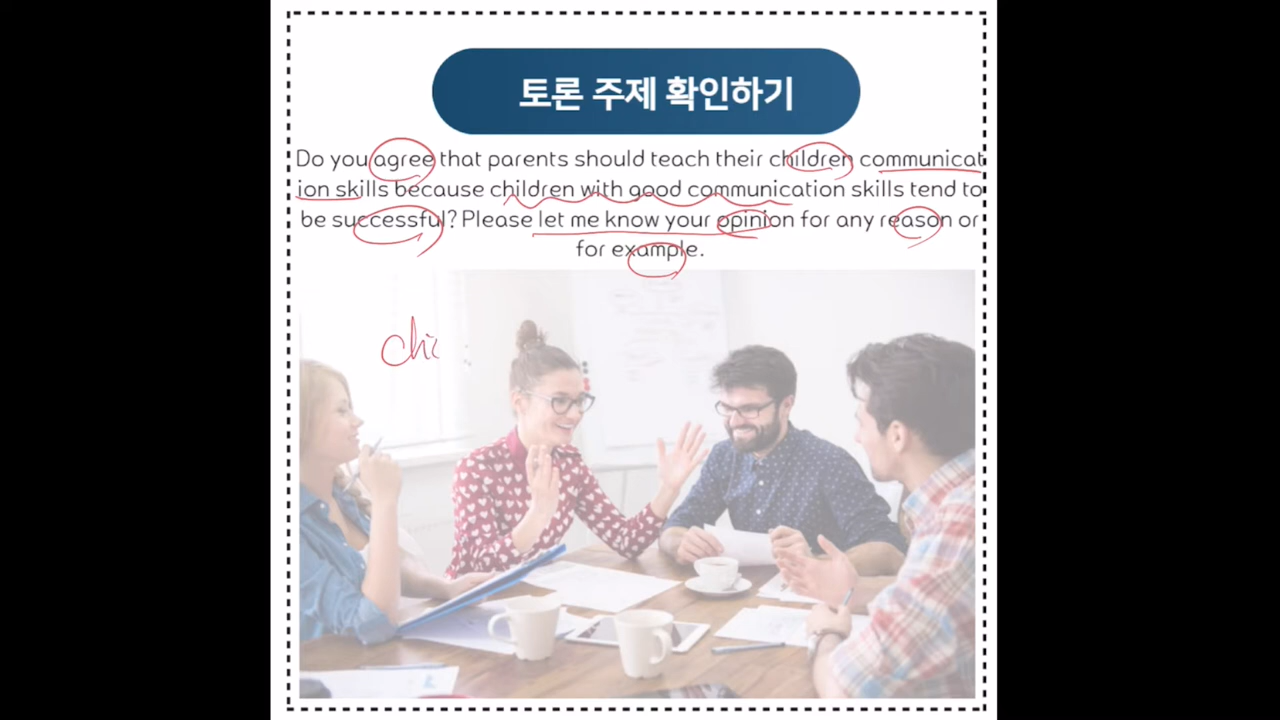 토론 주제 확인하기
Do you agree that parents should teach their children communicat
ion skills because children with good communication skills tend to
be successful? Please let me know your opinion for any reason or
for example.
chi